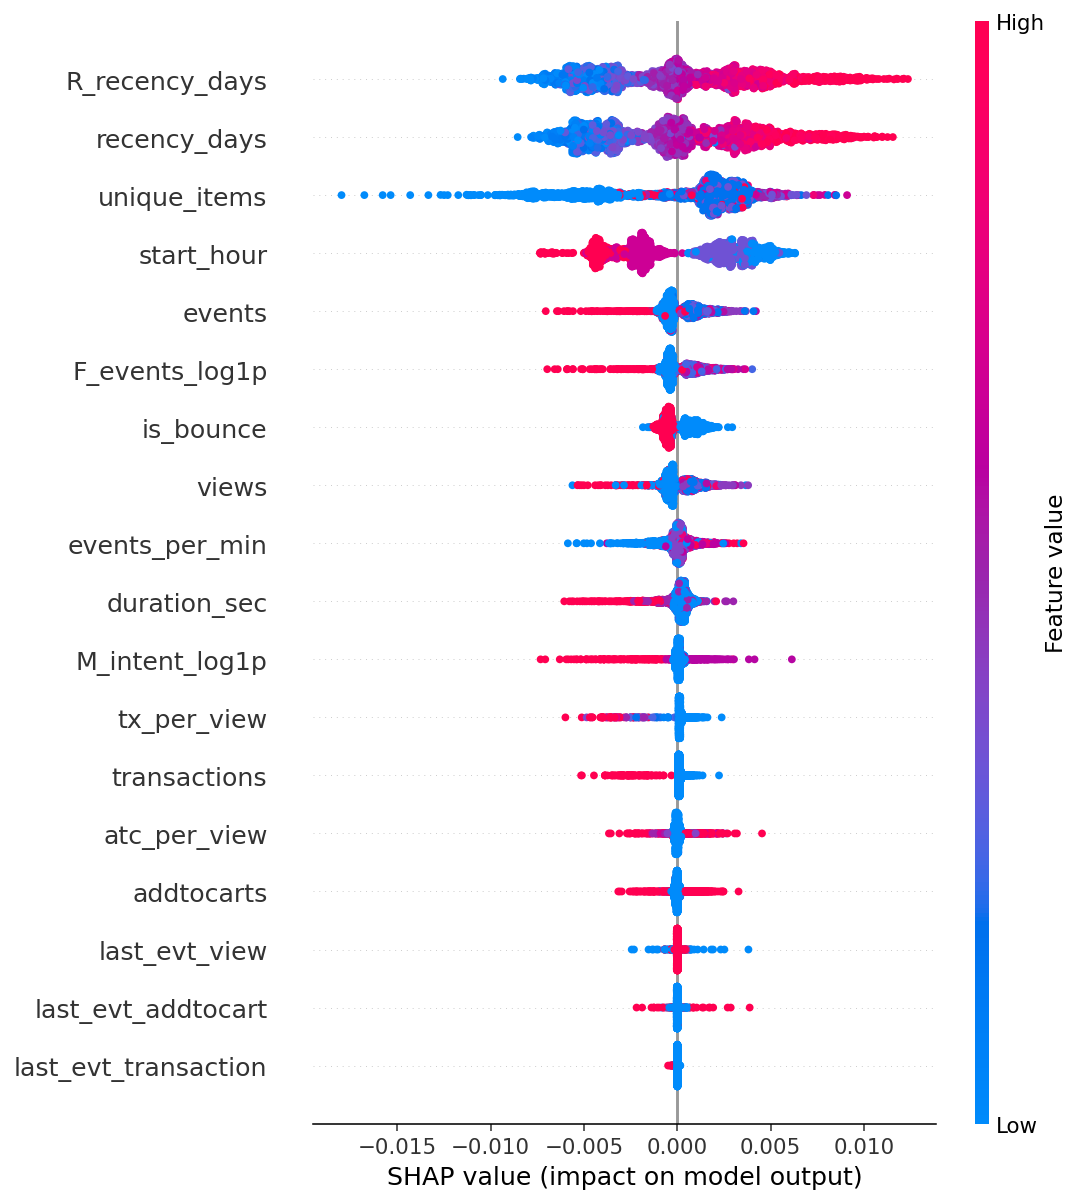 High
R_recency_days
recency_days
unique_items
start_hour
events
F_events_log1p
is_bounce
views
events_per_min
duration_sec
M_intent_log1p
tx_per_view
transactions
atc_per_view
addtocarts
last_evt_view
last_evt_addtocart
last_evt_transaction
Feature value
Low
−0.015 −0.010 −0.005 0.000 0.005 0.010
SHAP value (impact on model output)